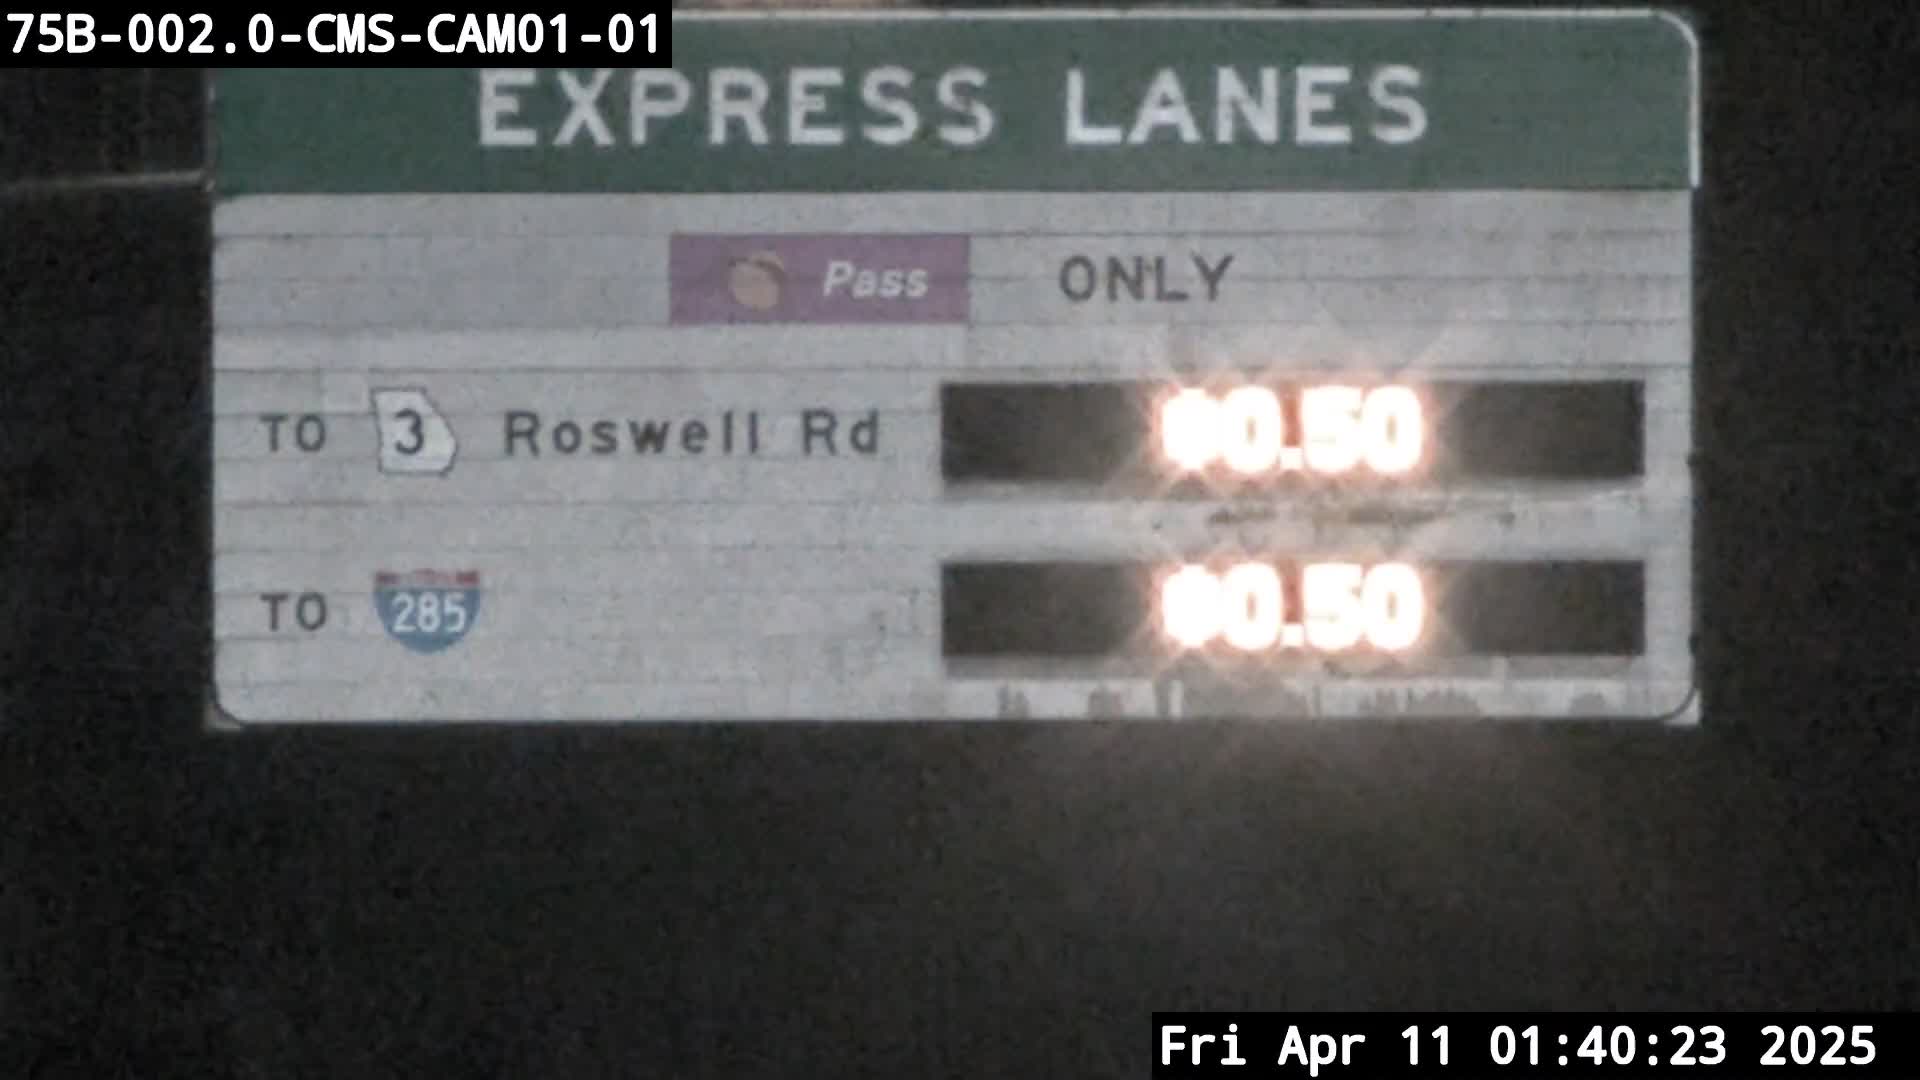 75B-002.0-CMS-CAM01-01
EXPRESS LANES
Pass ONLY
TO 3 Roswell Rd $0.50
TO 285 $0.50
Fri Apr 11 01:40:23 2025